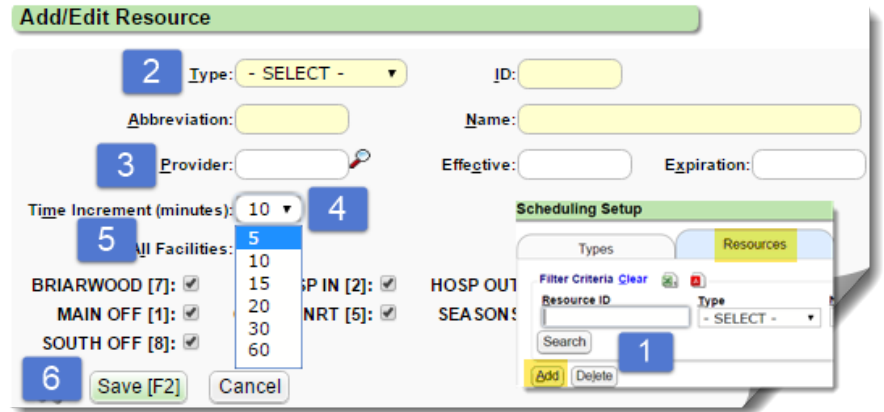 Add/Edit Resource
2 Type: - SELECT - ID:
Abbreviation: Name:
3 Provider: Effective: Expiration:
Time Increment (minutes): 10 4
5 All Facilities:
5
10
15
20
30
60
BRIARWOOD [7]: SP IN [2]: HOSP OUT
MAIN OFF [1]: NRT [5]: SEASONS
SOUTH OFF [8]:
6 Save [F2] Cancel
Scheduling Setup
Types Resources
Filter Criteria Clear
Resource ID Type
- SELECT -
Search 1
Add Delete